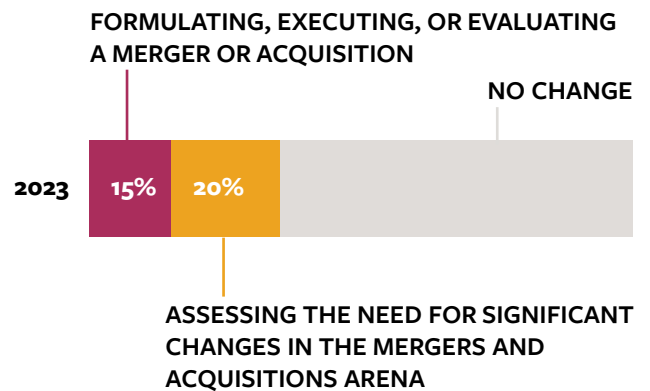 FORMULATING, EXECUTING, OR EVALUATING
A MERGER OR ACQUISITION
NO CHANGE
2023 15% 20%
ASSESSING THE NEED FOR SIGNIFICANT
CHANGES IN THE MERGERS AND
ACQUISITIONS ARENA